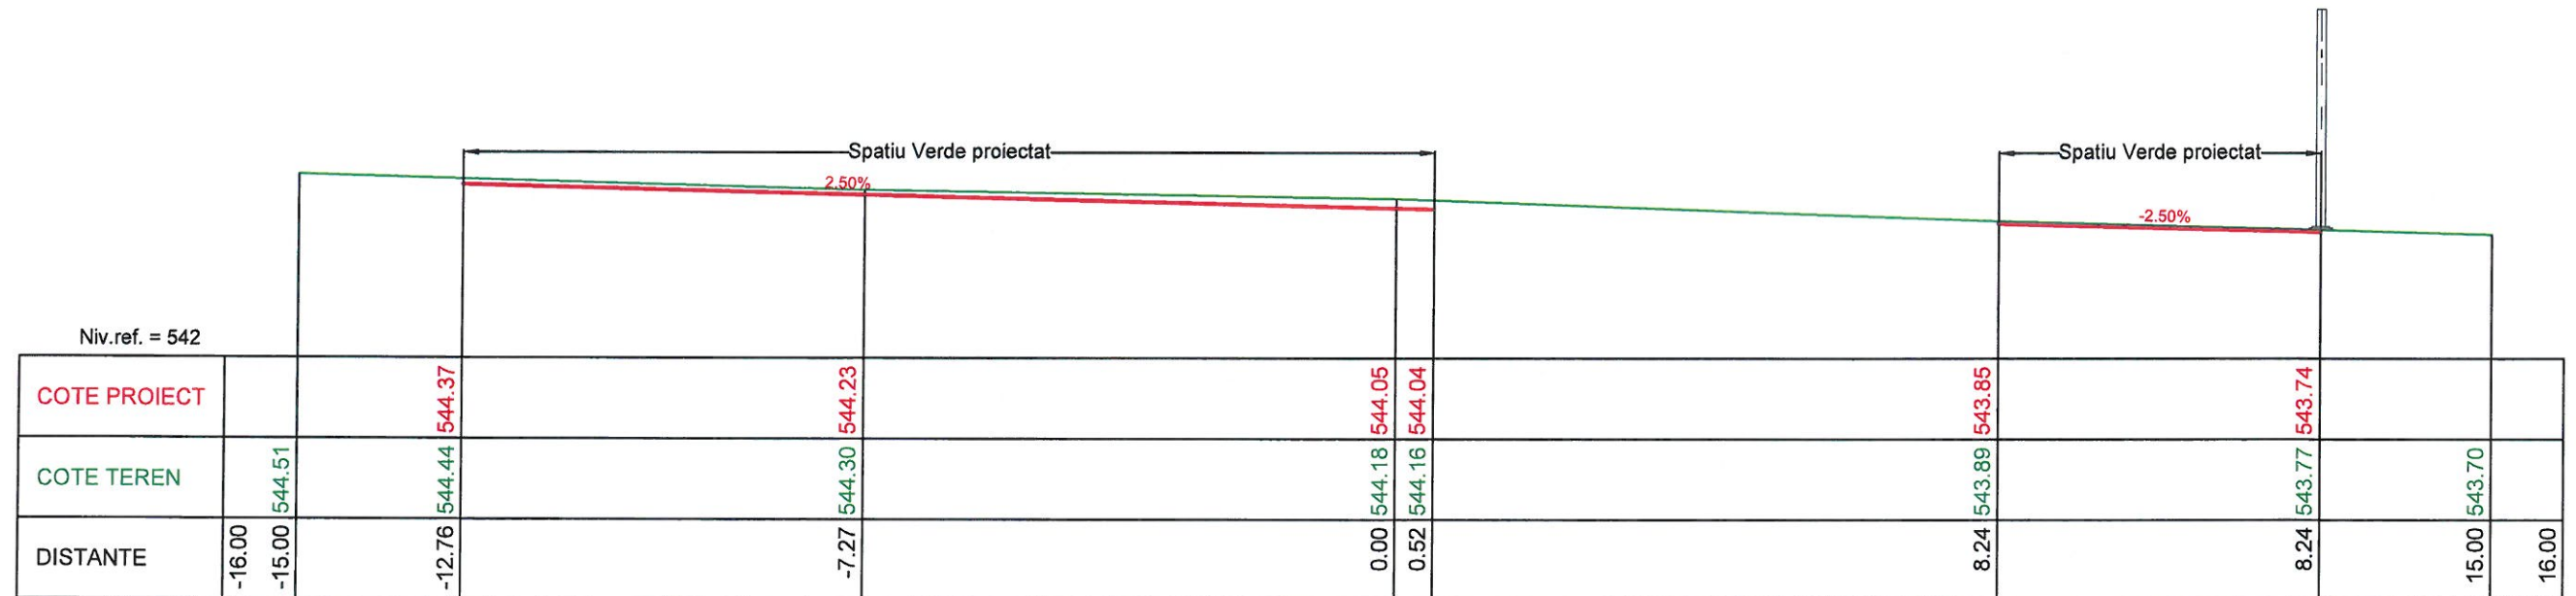 Spatiu Verde proiectat
Spatiu Verde proiectat
2.50%
-2.50%
Niv.ref. = 542
COTE PROIECT 544.37 544.23 544.05 544.04 543.85 543.74
COTE TEREN 544.51 544.44 544.30 544.18 544.16 543.89 543.77 543.70
DISTANTE -16.00 -15.00 -12.76 -7.27 0.00 0.52 8.24 8.24 15.00 16.00